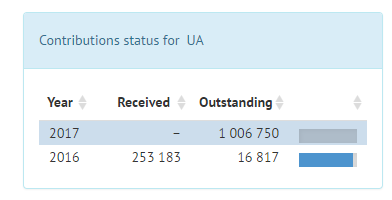 Contributions status for UA
Year Received Outstanding
2017 – 1 006 750
2016 253 183 16 817